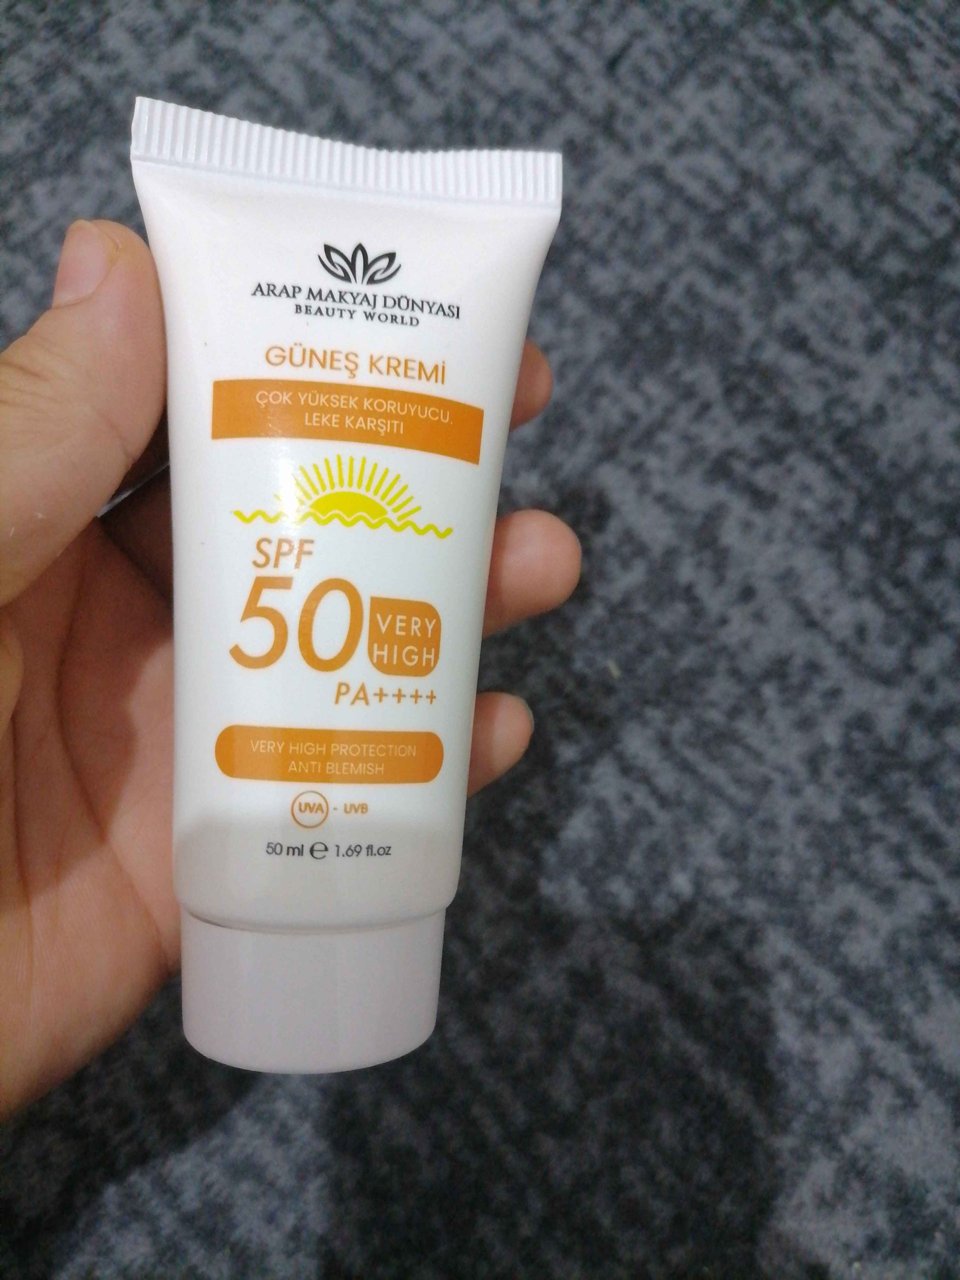 ARAP MAKYAJ DÜNYASI
BEAUTY WORLD
GÜNEŞ KREMİ
ÇOK YÜKSEK KORUYUCU,
LEKE KARŞITI
SPF
50 VERY
HIGH
PA++++
VERY HIGH PROTECTION
ANTI BLEMISH
UVA - UVB
50 ml e 1.69 fl.oz